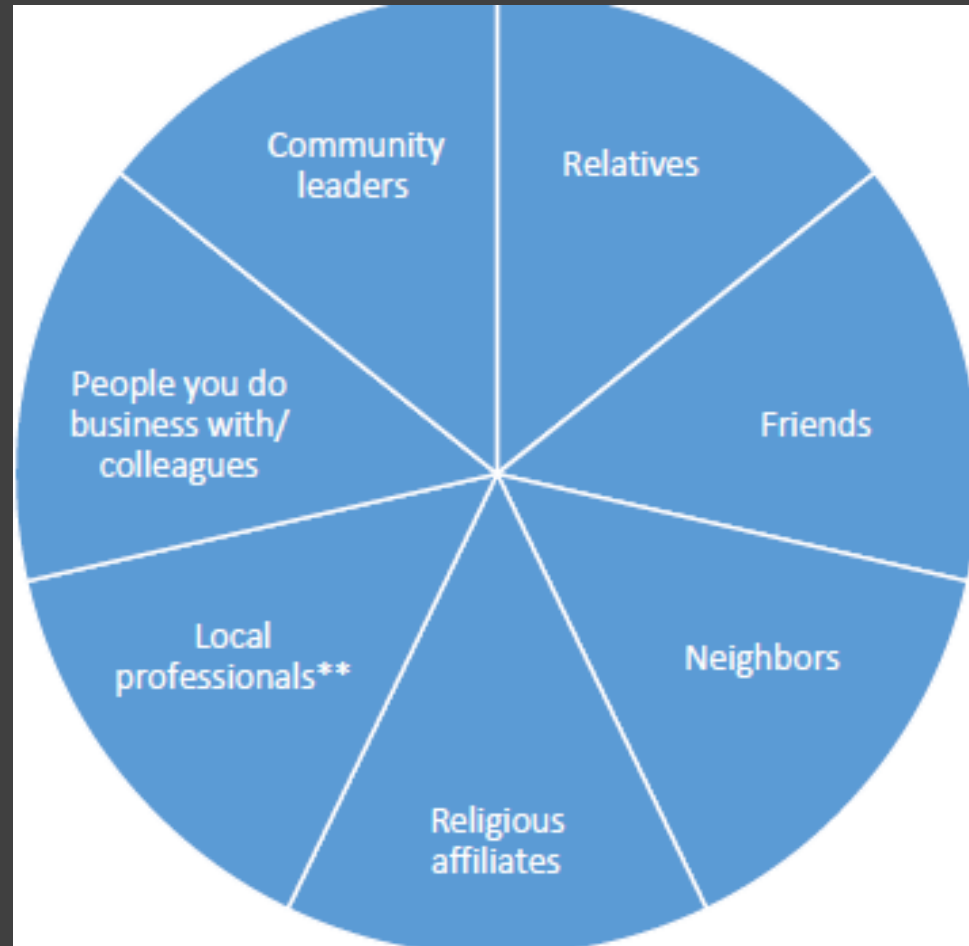 Community
leaders
Relatives
People you do
business with/
colleagues
Friends
Local
professionals**
Neighbors
Religious
affiliates